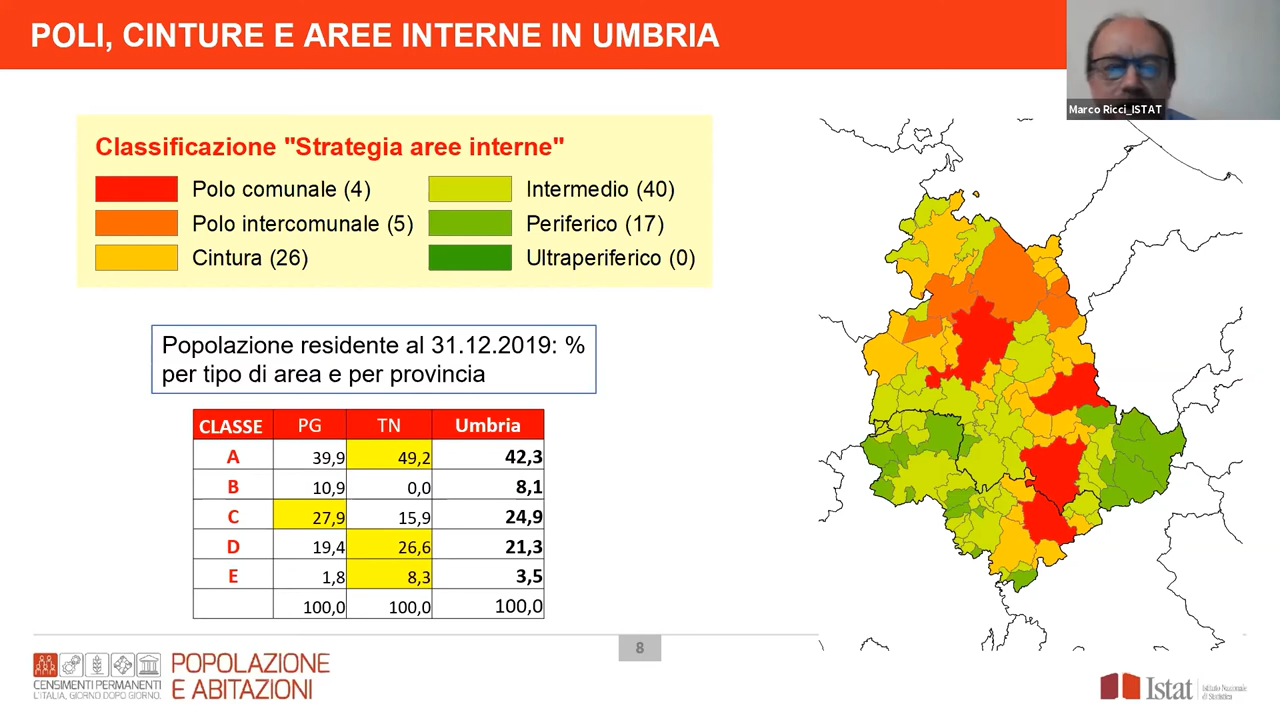 POLI, CINTURE E AREE INTERNE IN UMBRIA
Marco Ricci_ISTAT
Classificazione "Strategia aree interne"
Polo comunale (4)
Intermedio (40)
Polo intercomunale (5)
Periferico (17)
Cintura (26)
Ultraperiferico (0)
Popolazione residente al 31.12.2019: %
per tipo di area e per provincia
CLASSE PG TN Umbria
A 39,9 49,2 42,3
B 10,9 0,0 8,1
C 27,9 15,9 24,9
D 19,4 26,6 21,3
E 1,8 8,3 3,5
100,0 100,0 100,0
8
CENSIMENTI PERMANENTI
L'ITALIA, GIORNO DOPO GIORNO.
POPOLAZIONE
E ABITAZIONI
Istat
Istituto Nazionale
di Statistica